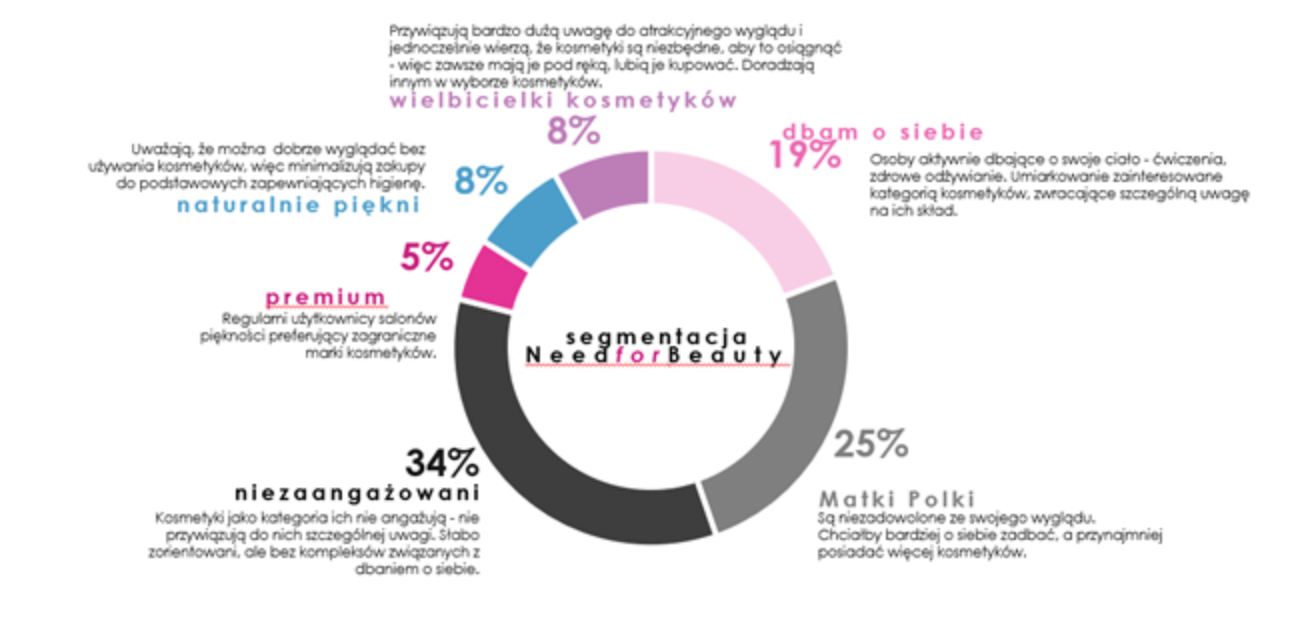 Przywiązują bardzo dużą uwagę do atrakcyjnego wyglądu i
jednocześnie wierzą, że kosmetyki są niezbędne, aby to osiągnąć
- więc zawsze mają je pod ręką, lubią je kupować. Doradzają
innym w wyborze kosmetyków.
wielbicielki kosmetyków
8%
dbam o siebie
19%
Osoby aktywnie dbające o swoje ciało - ćwiczenia,
zdrowe odżywianie. Umiarkowanie zainteresowane
kategorią kosmetyków, zwracające szczególną uwagę
na ich skład.
Uważają, że można dobrze wyglądać bez
używania kosmetyków, więc minimalizują zakupy
do podstawowych zapewniających higienę.
naturalnie piękni
8%
5%
premium
Regularni użytkownicy salonów
piękności preferujący zagraniczne
marki kosmetyków.
segmentacja
NeedforBeauty
34%
niezaangażowani
Kosmetyki jako kategoria ich nie angażują - nie
przywiązują do nich szczególnej uwagi. Słabo
zorientowani, ale bez kompleksów związanych z
dbaniem o siebie.
25%
Matki Polki
Są niezadowolone ze swojego wyglądu.
Chciałby bardziej o siebie zadbać, a przynajmniej
posiadać więcej kosmetyków.